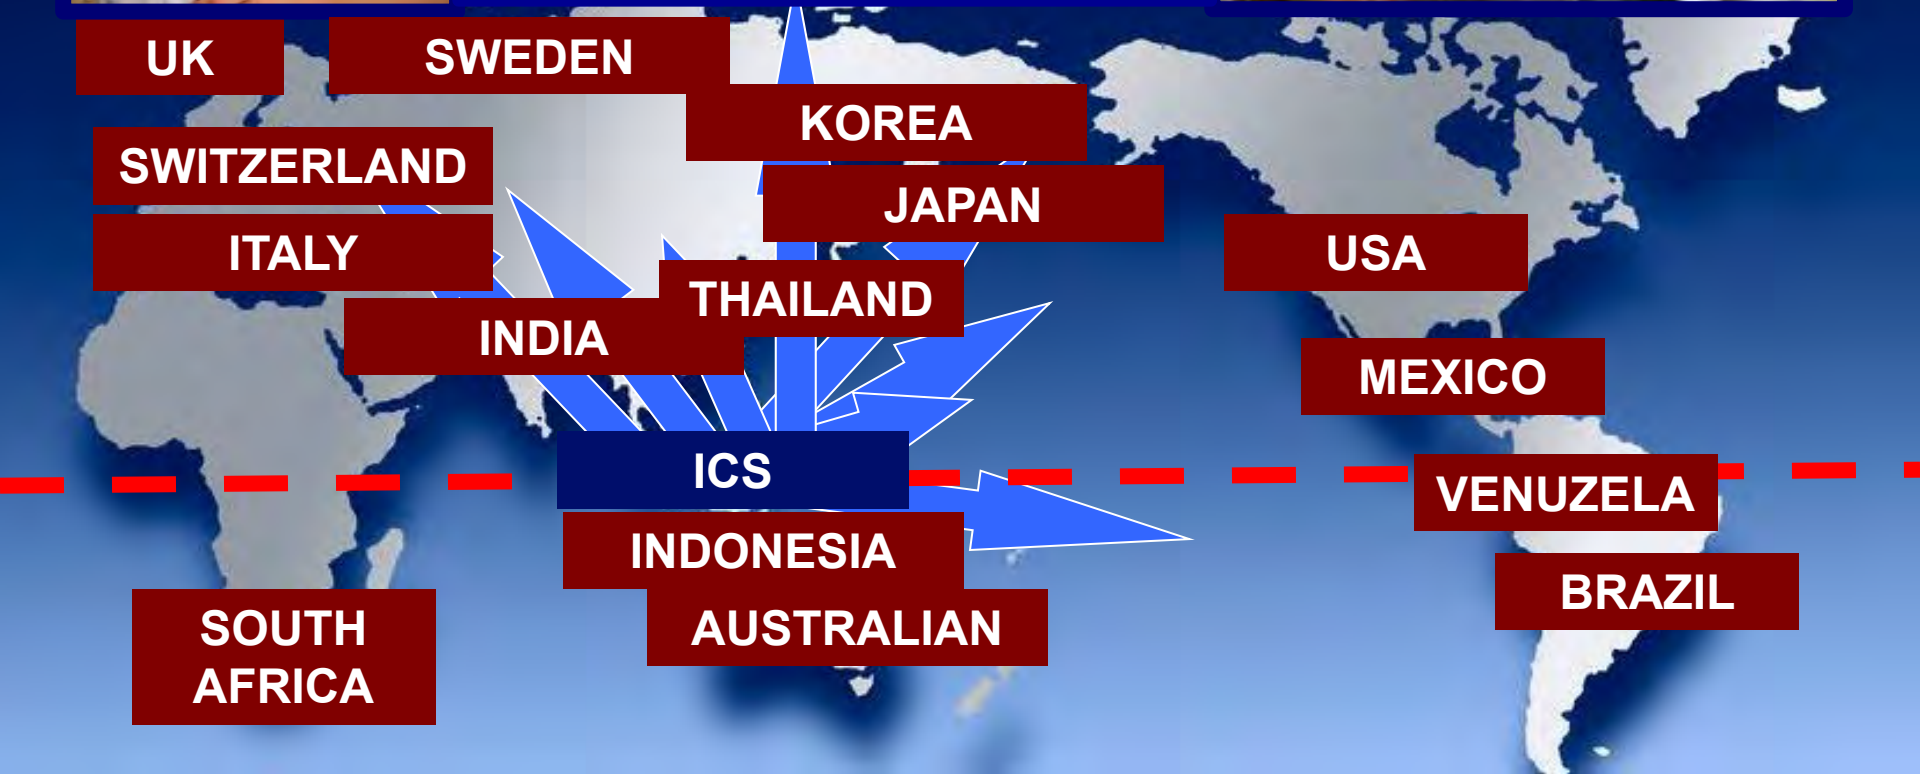 UK
SWEDEN
KOREA
SWITZERLAND
JAPAN
ITALY
USA
THAILAND
INDIA
MEXICO
ICS
VENUZELA
INDONESIA
BRAZIL
AUSTRALIAN
SOUTH
AFRICA